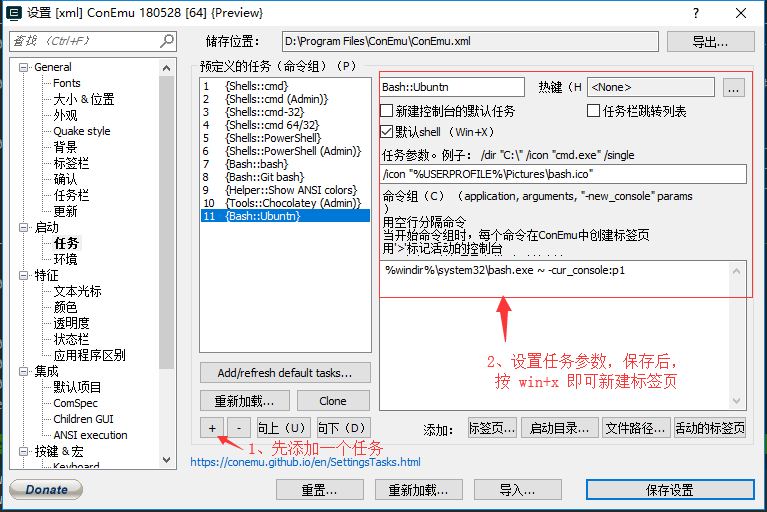 设置 [xml] ConEmu 180528 [64] {Preview}
查找 (Ctrl+F)
储存位置：
D:\Program Files\ConEmu\ConEmu.xml
导出...
General
Fonts
大小 & 位置
外观
Quake style
背景
标签栏
确认
任务栏
更新
启动
任务
环境
特征
文本光标
颜色
透明度
状态栏
应用程序区别
集成
默认项目
ComSpec
Children GUI
ANSI execution
按键 & 宏
Keyboard
预定义的任务（命令组）（P）
1 {Shells::cmd}
2 {Shells::cmd (Admin)}
3 {Shells::cmd-32}
4 {Shells::cmd 64/32}
5 {Shells::PowerShell}
6 {Shells::PowerShell (Admin)}
7 {Bash::bash}
8 {Bash::Git bash}
9 {Helper::Show ANSI colors}
10 {Tools::Chocolatey (Admin)}
11 {Bash::Ubuntn}
Add/refresh default tasks...
重新加载...
Clone
+
-
向上（U）
向下（D）
1、先添加一个任务
https://conemu.github.io/en/SettingsTasks.html
Bash::Ubuntn
热键（H
<None>
...
新建控制台的默认任务
任务栏跳转列表
默认shell（Win+X）
任务参数。例子： /dir "C:\" /icon "cmd.exe" /single
/icon "%USERPROFILE%\Pictures\bash.ico"
命令组（C） (application, arguments, "-new_console" params
)
用空行分隔命令
当开始命令组时，每个命令在ConEmu中创建标签页
用'>'标记活动的控制台
%windir%\system32\bash.exe ~ -cur_console:p1
2、设置任务参数，保存后，
按 win+x 即可新建标签页
添加：
标签页...
启动目录...
文件路径...
活动的标签页
Donate
重置...
重新加载...
导入...
保存设置